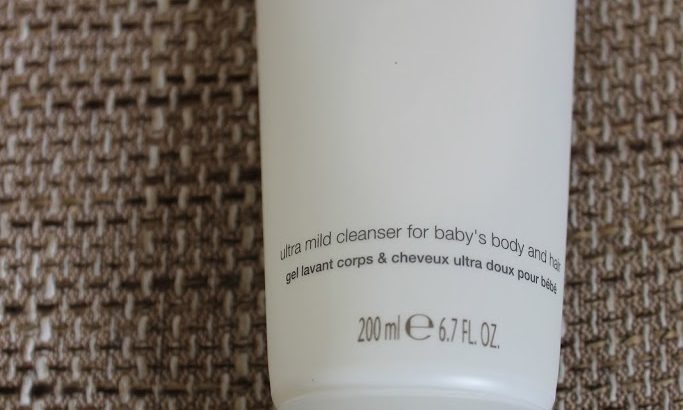 ultra mild cleanser for baby's body and hair
gel lavant corps & cheveux ultra doux pour bébé
200 ml ℮ 6.7 FL. OZ.